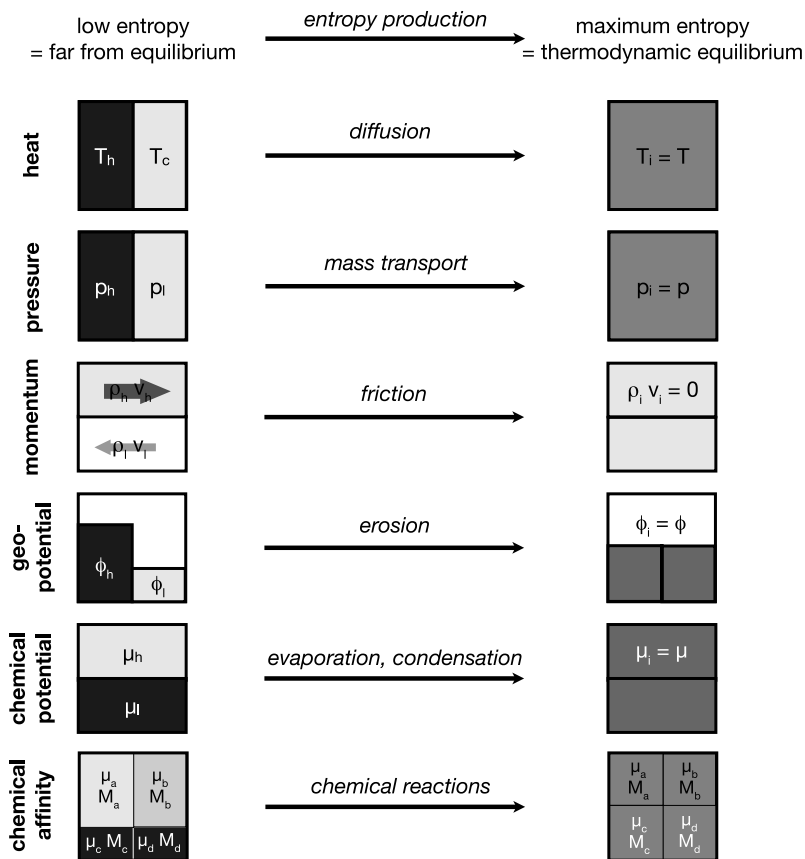 low entropy
= far from equilibrium
entropy production
maximum entropy
= thermodynamic equilibrium
heat
Th
Tc
diffusion
Ti = T
pressure
ph
pl
mass transport
pi = p
momentum
ρh vh
ρl vl
friction
ρi vi = 0
geo-
potential
ϕh
ϕl
erosion
ϕi = ϕ
chemical
potential
μh
μl
evaporation, condensation
μi = μ
chemical
affinity
μa
Ma
μb
Mb
μc Mc
μd Md
chemical reactions
μa
Ma
μb
Mb
μc
Mc
μd
Md